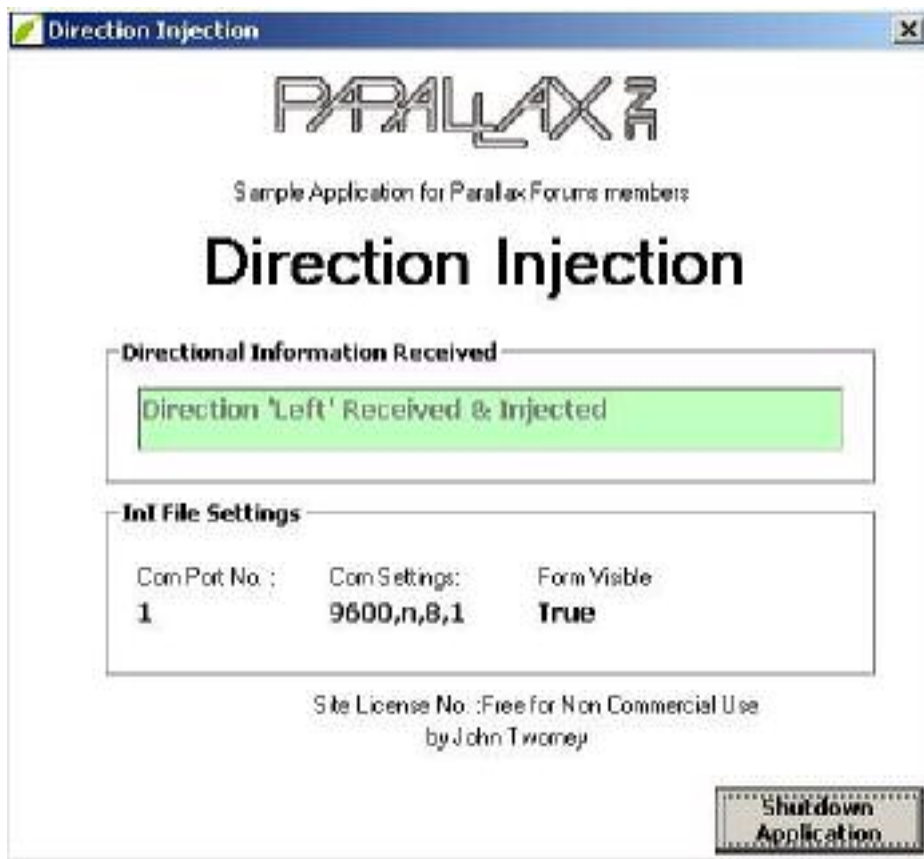 Direction Injection
PARALLAX
Sample Application for Parallax Forums members
Direction Injection
Directional Information Received
Direction 'Left' Received & Injected
InI File Settings
Com Port No. : Com Settings: Form Visible
1 9600,n,8,1 True
Site License No. :Free for Non Commercial Use
by John Twomey
Shutdown
Application